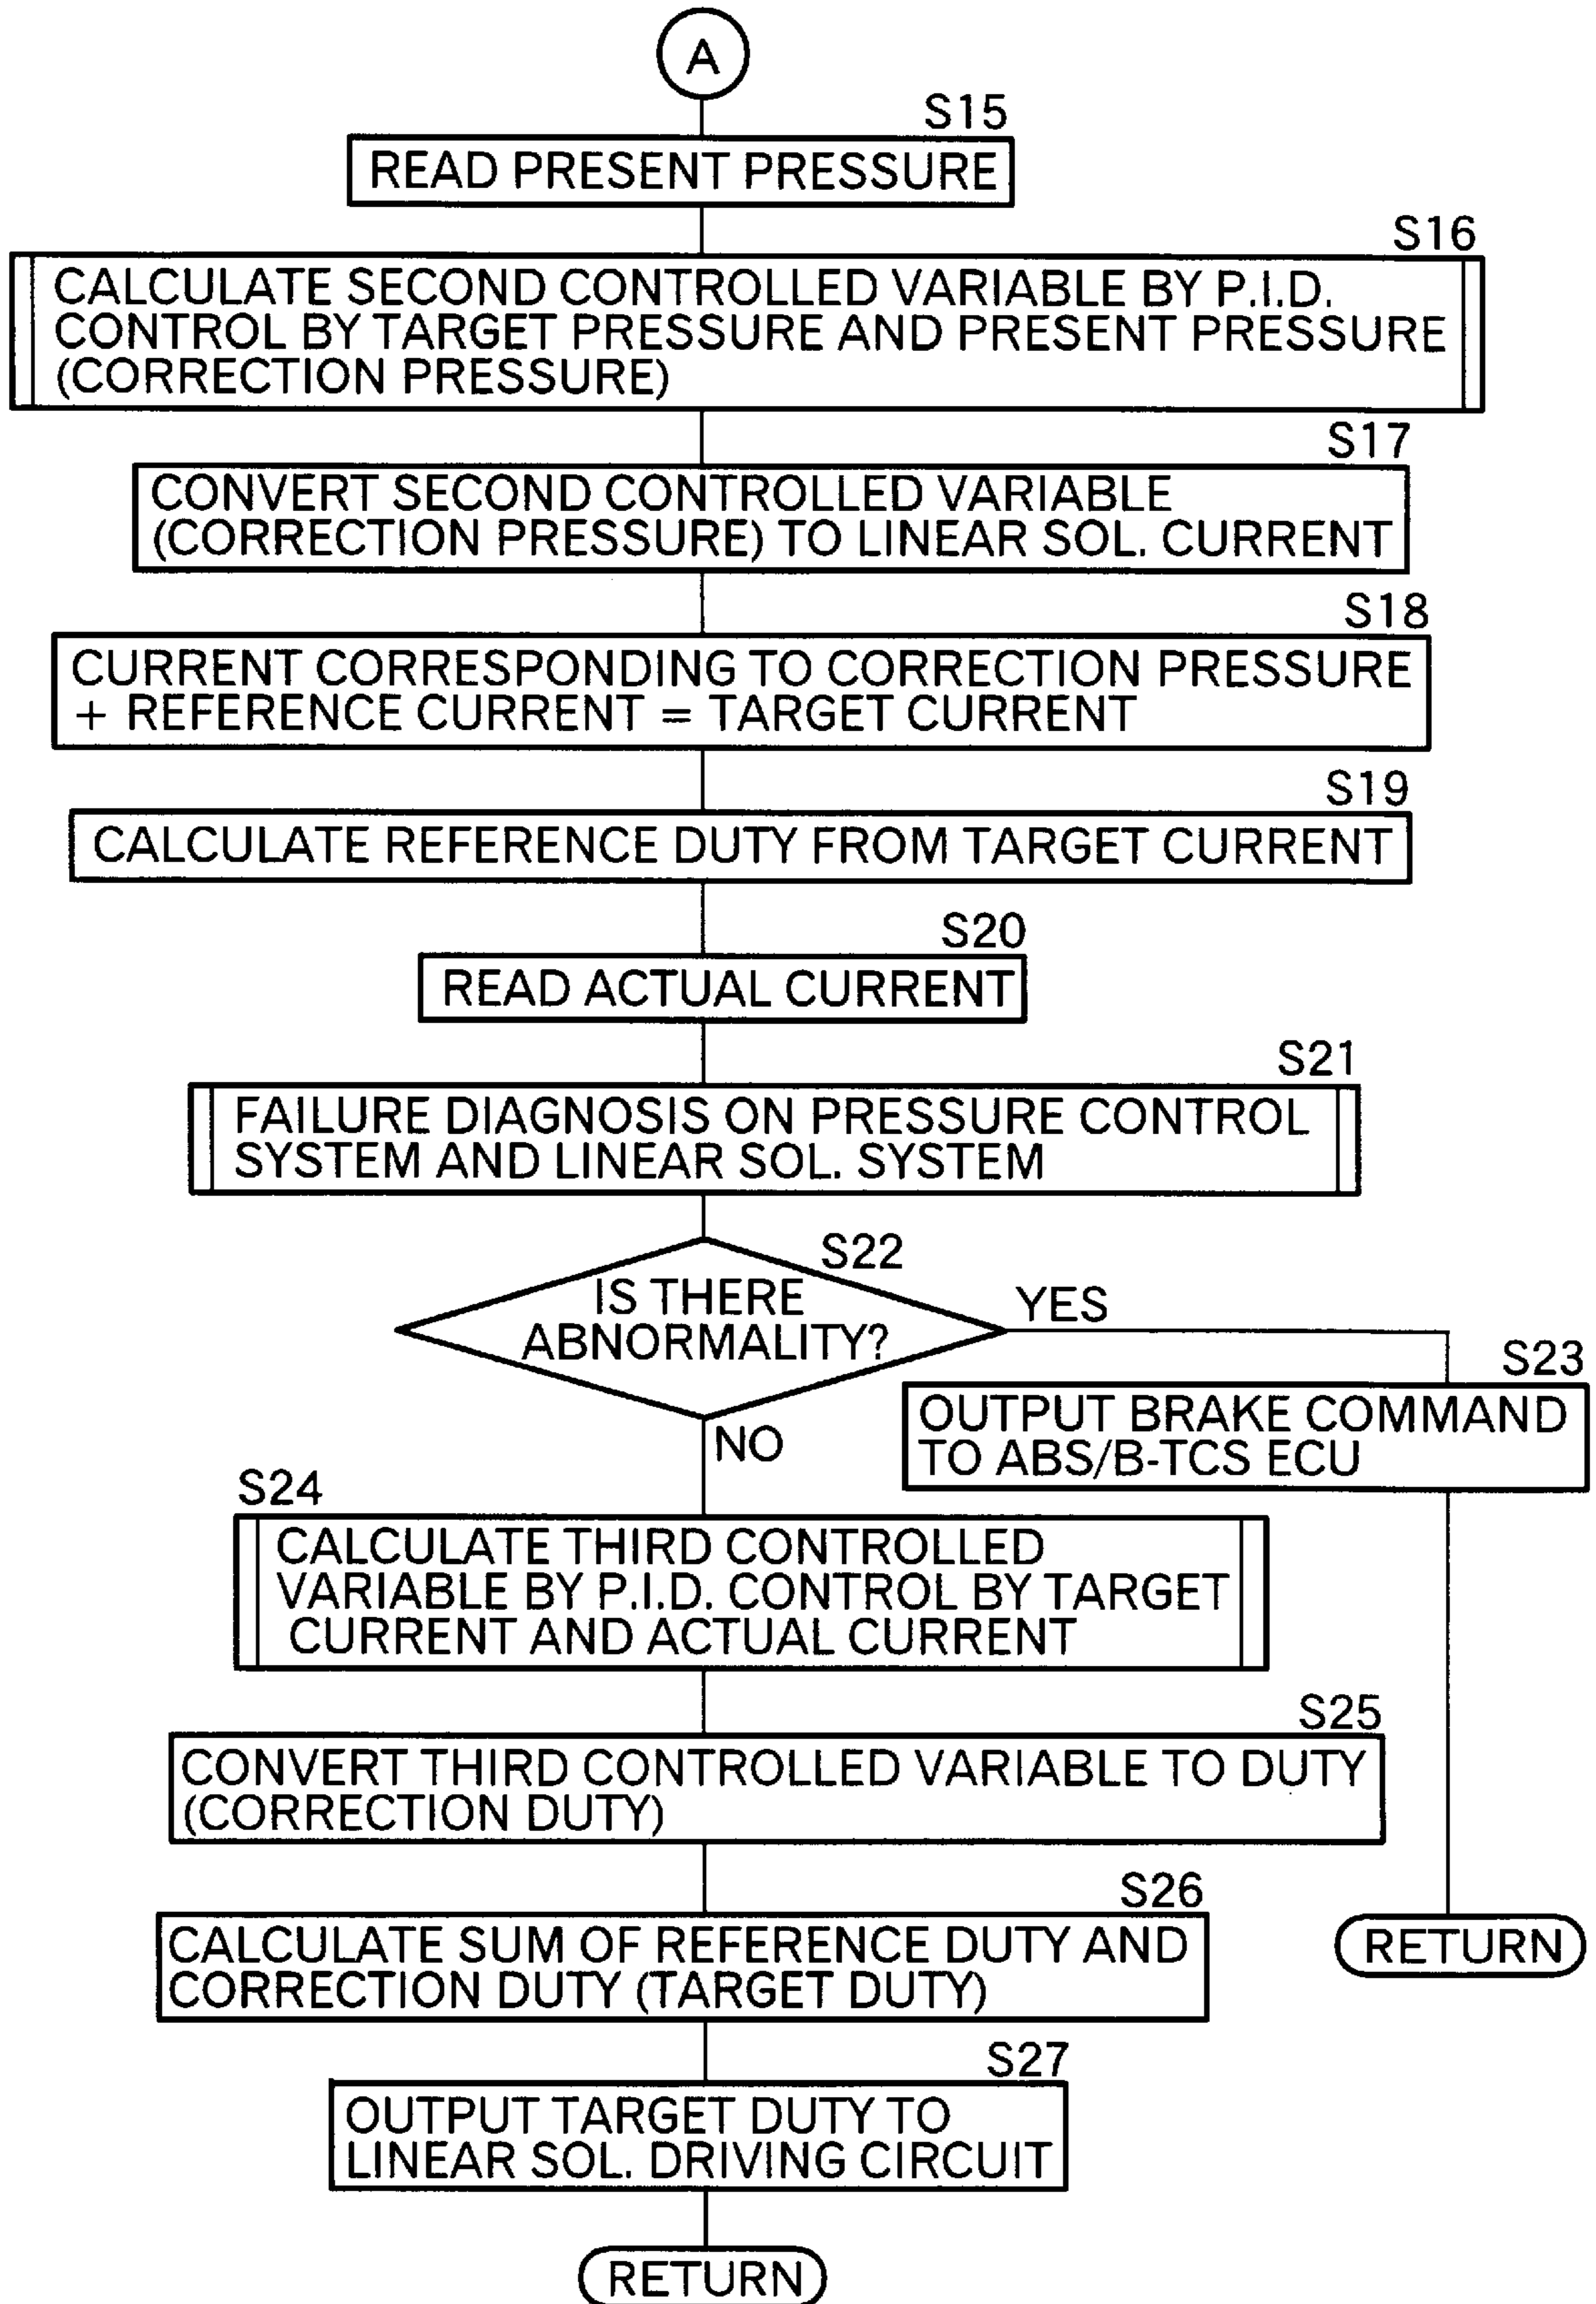 A
S15
READ PRESENT PRESSURE
S16
CALCULATE SECOND CONTROLLED VARIABLE BY P.I.D.
CONTROL BY TARGET PRESSURE AND PRESENT PRESSURE
(CORRECTION PRESSURE)
S17
CONVERT SECOND CONTROLLED VARIABLE
(CORRECTION PRESSURE) TO LINEAR SOL. CURRENT
S18
CURRENT CORRESPONDING TO CORRECTION PRESSURE
+ REFERENCE CURRENT = TARGET CURRENT
S19
CALCULATE REFERENCE DUTY FROM TARGET CURRENT
S20
READ ACTUAL CURRENT
S21
FAILURE DIAGNOSIS ON PRESSURE CONTROL
SYSTEM AND LINEAR SOL. SYSTEM
S22
IS THERE
ABNORMALITY?
YES
S23
OUTPUT BRAKE COMMAND
TO ABS/B-TCS ECU
RETURN
NO
S24
CALCULATE THIRD CONTROLLED
VARIABLE BY P.I.D. CONTROL BY TARGET
CURRENT AND ACTUAL CURRENT
S25
CONVERT THIRD CONTROLLED VARIABLE TO DUTY
(CORRECTION DUTY)
S26
CALCULATE SUM OF REFERENCE DUTY AND
CORRECTION DUTY (TARGET DUTY)
S27
OUTPUT TARGET DUTY TO
LINEAR SOL. DRIVING CIRCUIT
RETURN